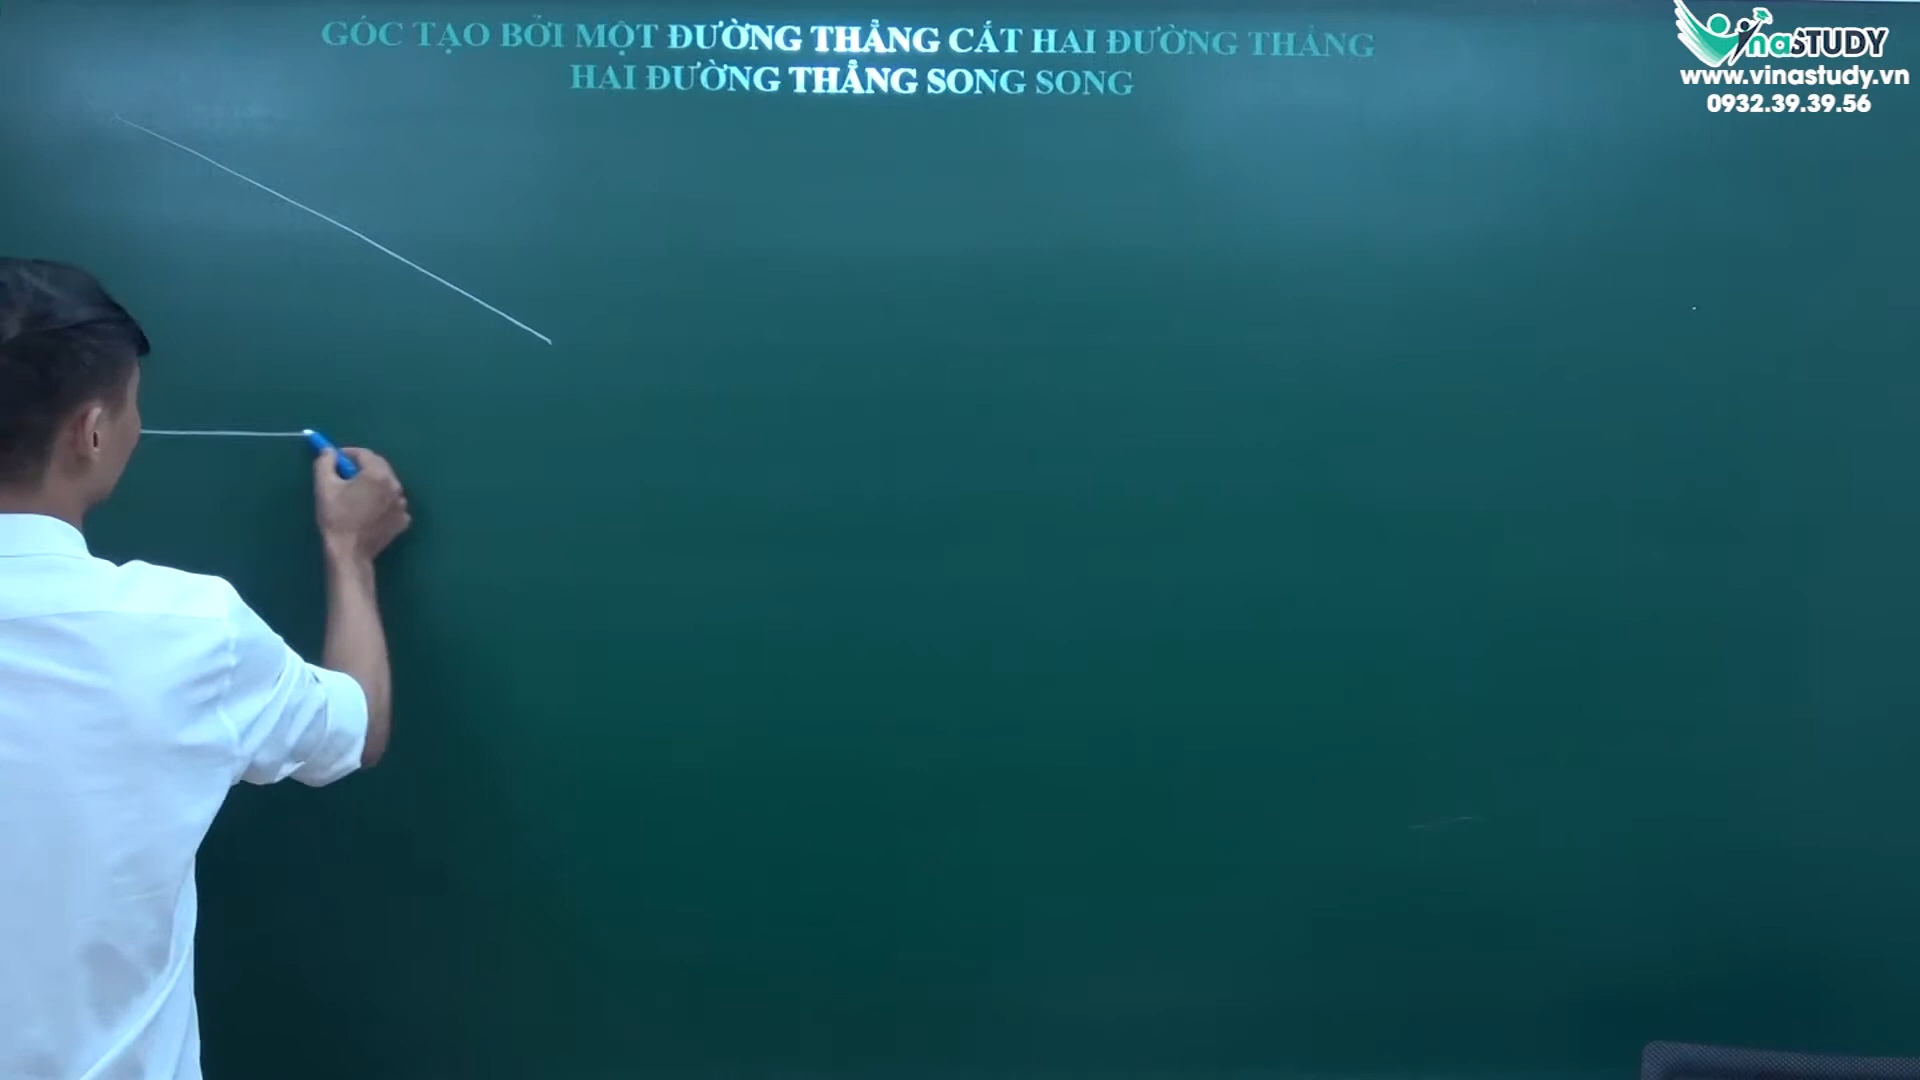 GÓC TẠO BỞI MỘT ĐƯỜNG THẲNG CẮT HAI ĐƯỜNG THẲNG
HAI ĐƯỜNG THẲNG SONG SONG
VinaSTUDY
www.vinastudy.vn
0932.39.39.56